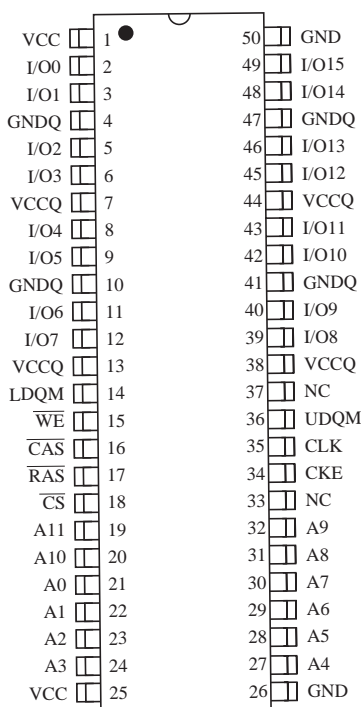 VCC 1 50 GND
I/O0 2 49 I/O15
I/O1 3 48 I/O14
GNDQ 4 47 GNDQ
I/O2 5 46 I/O13
I/O3 6 45 I/O12
VCCQ 7 44 VCCQ
I/O4 8 43 I/O11
I/O5 9 42 I/O10
GNDQ 10 41 GNDQ
I/O6 11 40 I/O9
I/O7 12 39 I/O8
VCCQ 13 38 VCCQ
LDQM 14 37 NC
W̅E̅ 15 36 UDQM
C̅A̅S̅ 16 35 CLK
R̅A̅S̅ 17 34 CKE
C̅S̅ 18 33 NC
A11 19 32 A9
A10 20 31 A8
A0 21 30 A7
A1 22 29 A6
A2 23 28 A5
A3 24 27 A4
VCC 25 26 GND